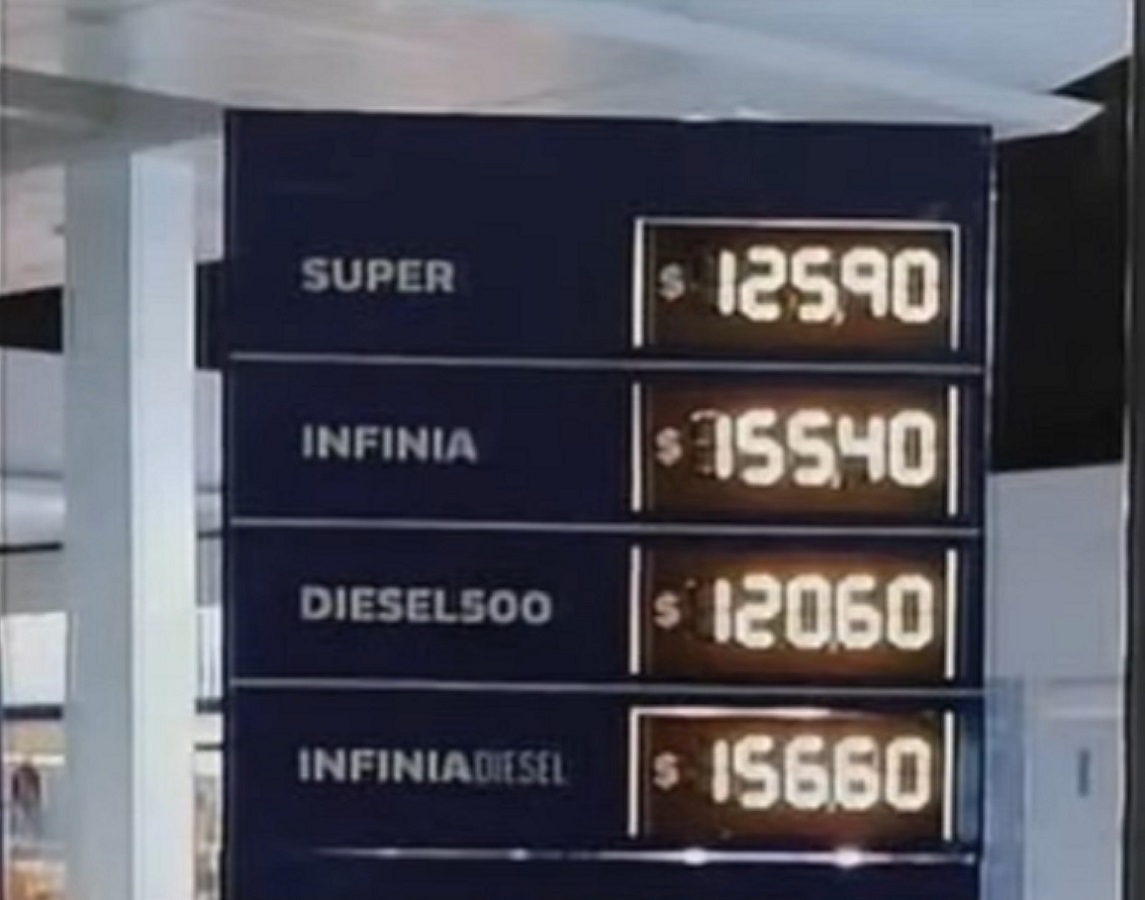 SUPER $ 125,90
INFINIA $ 155,40
DIESEL500 $ 120,60
INFINIADIESEL $ 156,60